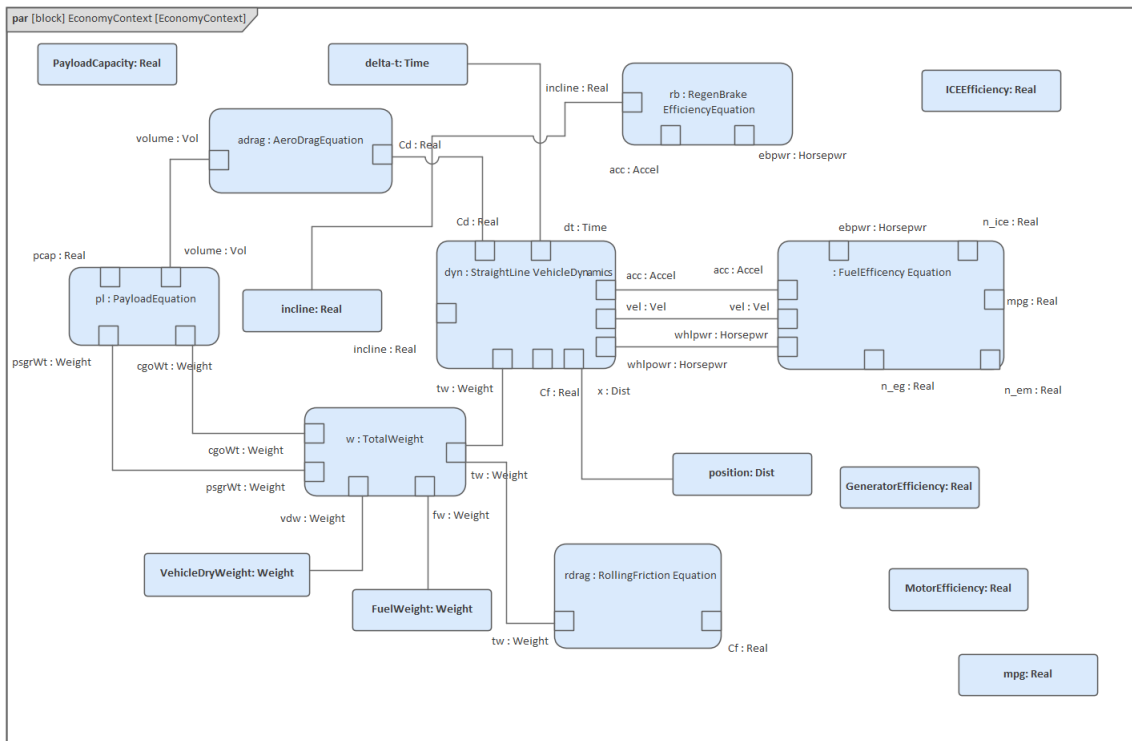 par [block] EconomyContext [EconomyContext]
PayloadCapacity: Real
delta-t: Time
incline : Real
rb : RegenBrake
EfficiencyEquation
ICEEfficiency: Real
volume : Vol
adrag : AeroDragEquation
Cd : Real
acc : Accel
ebpwr : Horsepwr
pcap : Real
volume : Vol
Cd : Real
dt : Time
ebpwr : Horsepwr
n_ice : Real
pl : PayloadEquation
dyn : StraightLine VehicleDynamics
acc : Accel
acc : Accel
: FuelEfficency Equation
incline: Real
vel : Vel
vel : Vel
mpg : Real
psgrWt : Weight
cgoWt : Weight
incline : Real
whlpwr : Horsepwr
whlpowr : Horsepwr
tw : Weight
Cf : Real
x : Dist
n_eg : Real
n_em : Real
w : TotalWeight
cgoWt : Weight
tw : Weight
psgrWt : Weight
position: Dist
GeneratorEfficiency: Real
vdw : Weight
fw : Weight
VehicleDryWeight: Weight
rdrag : RollingFriction Equation
MotorEfficiency: Real
FuelWeight: Weight
tw : Weight
Cf : Real
mpg: Real